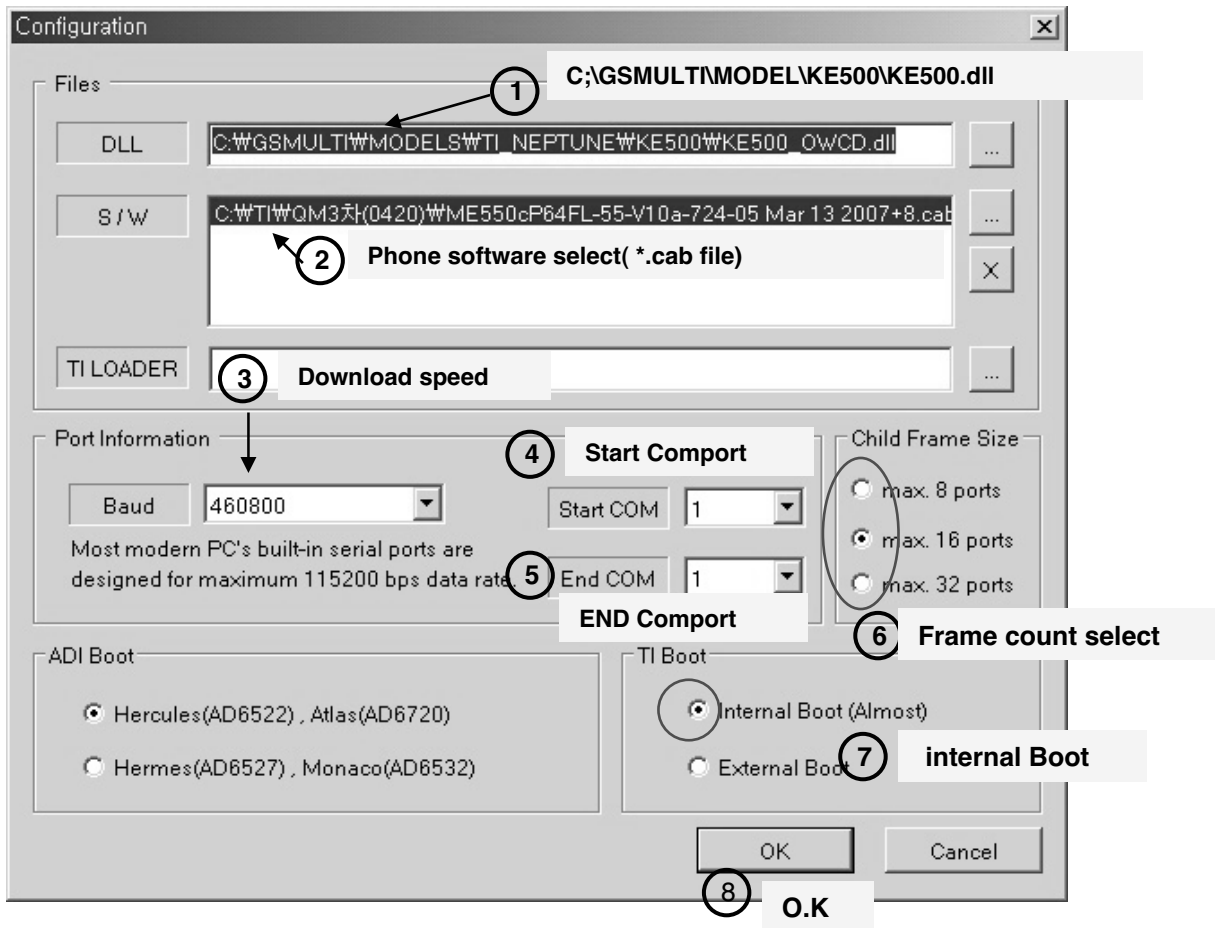 Configuration
Files
1
C;\GSMULTI\MODEL\KE500\KE500.dll
DLL
C:₩GSMULTI₩MODELS₩TI_NEPTUNE₩KE500₩KE500_OWCD.dll
...
S / W
C:₩TI₩QM3차(0420)₩ME550cP64FL-55-V10a-724-05 Mar 13 2007+8.cab
...
2
Phone software select( *.cab file)
X
TI LOADER
3
Download speed
...
Port Information
4
Start Comport
Child Frame Size
Baud
460800
Start COM
1
max. 8 ports
Most modern PC's built-in serial ports are
designed for maximum 115200 bps data rate.
5
End COM
1
max. 16 ports
max. 32 ports
END Comport
6
Frame count select
ADI Boot
TI Boot
Hercules(AD6522) , Atlas(AD6720)
Internal Boot (Almost)
Hermes(AD6527) , Monaco(AD6532)
External Boot
7
internal Boot
OK
Cancel
8
O.K